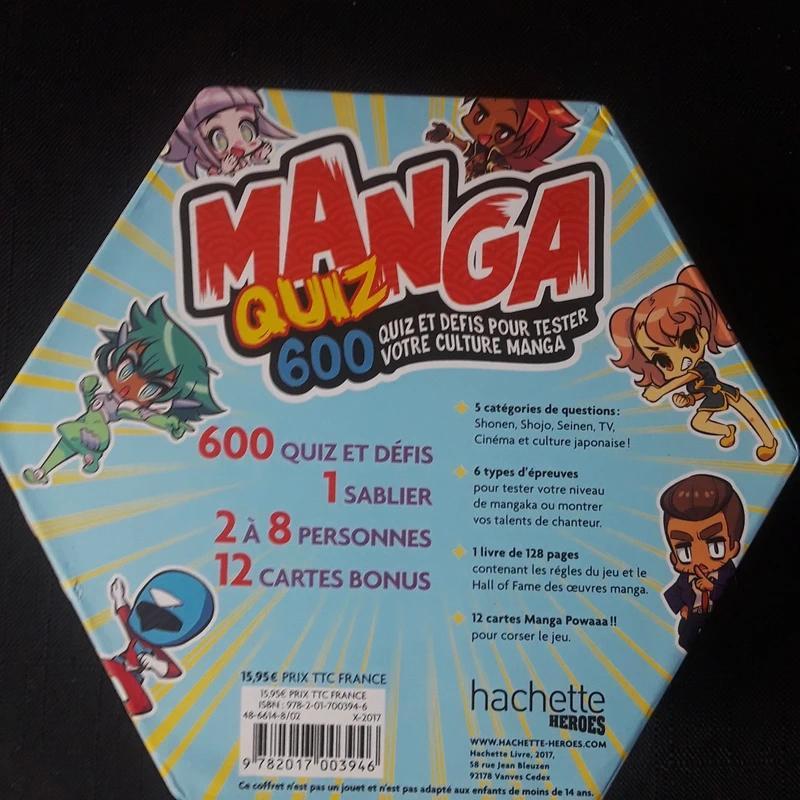 MANGA
QUIZ
600 QUIZ ET DEFIS POUR TESTER
VOTRE CULTURE MANGA
600 QUIZ ET DÉFIS
1 SABLIER
2 À 8 PERSONNES
12 CARTES BONUS
5 catégories de questions :
Shonen, Shojo, Seinen, TV,
Cinéma et culture japonaise !
6 types d'épreuves
pour tester votre niveau
de mangaka ou montrer
vos talents de chanteur.
1 livre de 128 pages
contenant les régles du jeu et le
Hall of Fame des œuvres manga.
12 cartes Manga Powaaa !!
pour corser le jeu.
15,95€ PRIX TTC FRANCE
15,95€ PRIX TTC FRANCE
ISBN : 978-2-01-700394-6
48-6614-8/02 X-2017
9 782017 003946
hachette
HEROES
WWW.HACHETTE-HEROES.COM
Hachette Livre, 2017,
58 rue Jean Bleuzen
92178 Vanves Cedex
Ce coffret n'est pas un jouet et n'est pas adapté aux enfants de moins de 14 ans.